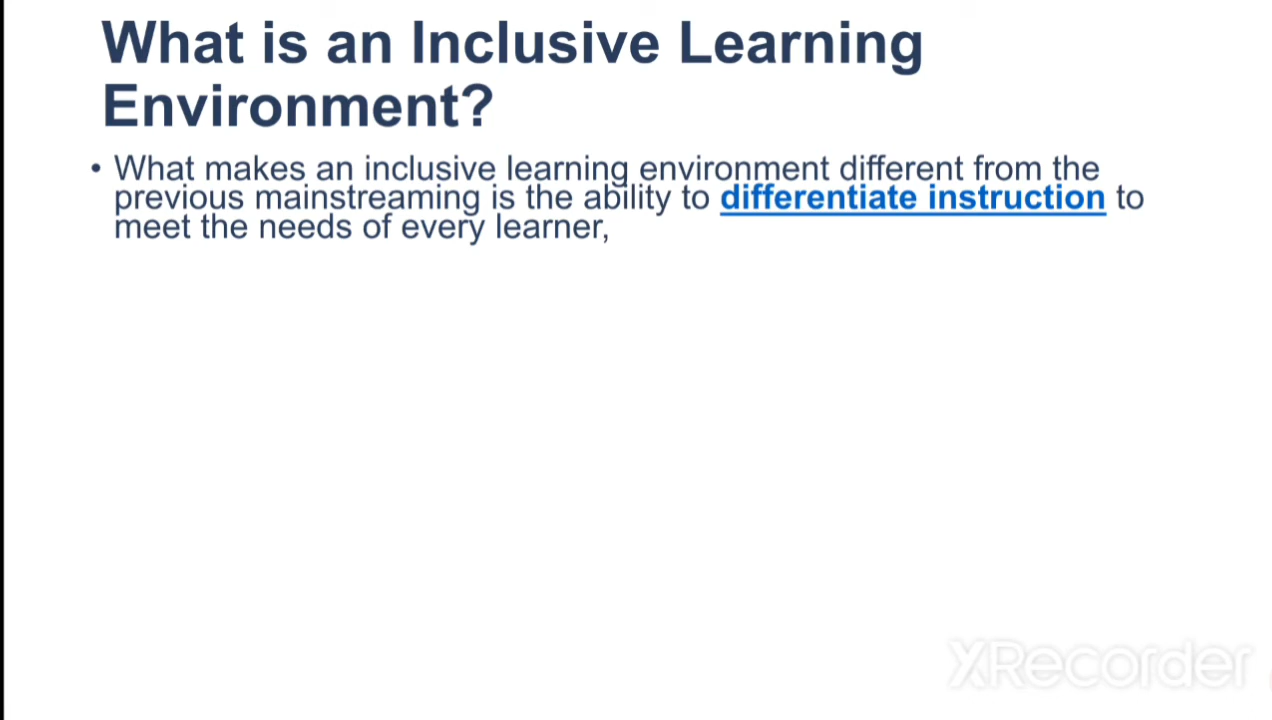 What is an Inclusive Learning
Environment?
• What makes an inclusive learning environment different from the
previous mainstreaming is the ability to differentiate instruction to
meet the needs of every learner,
XRecorder